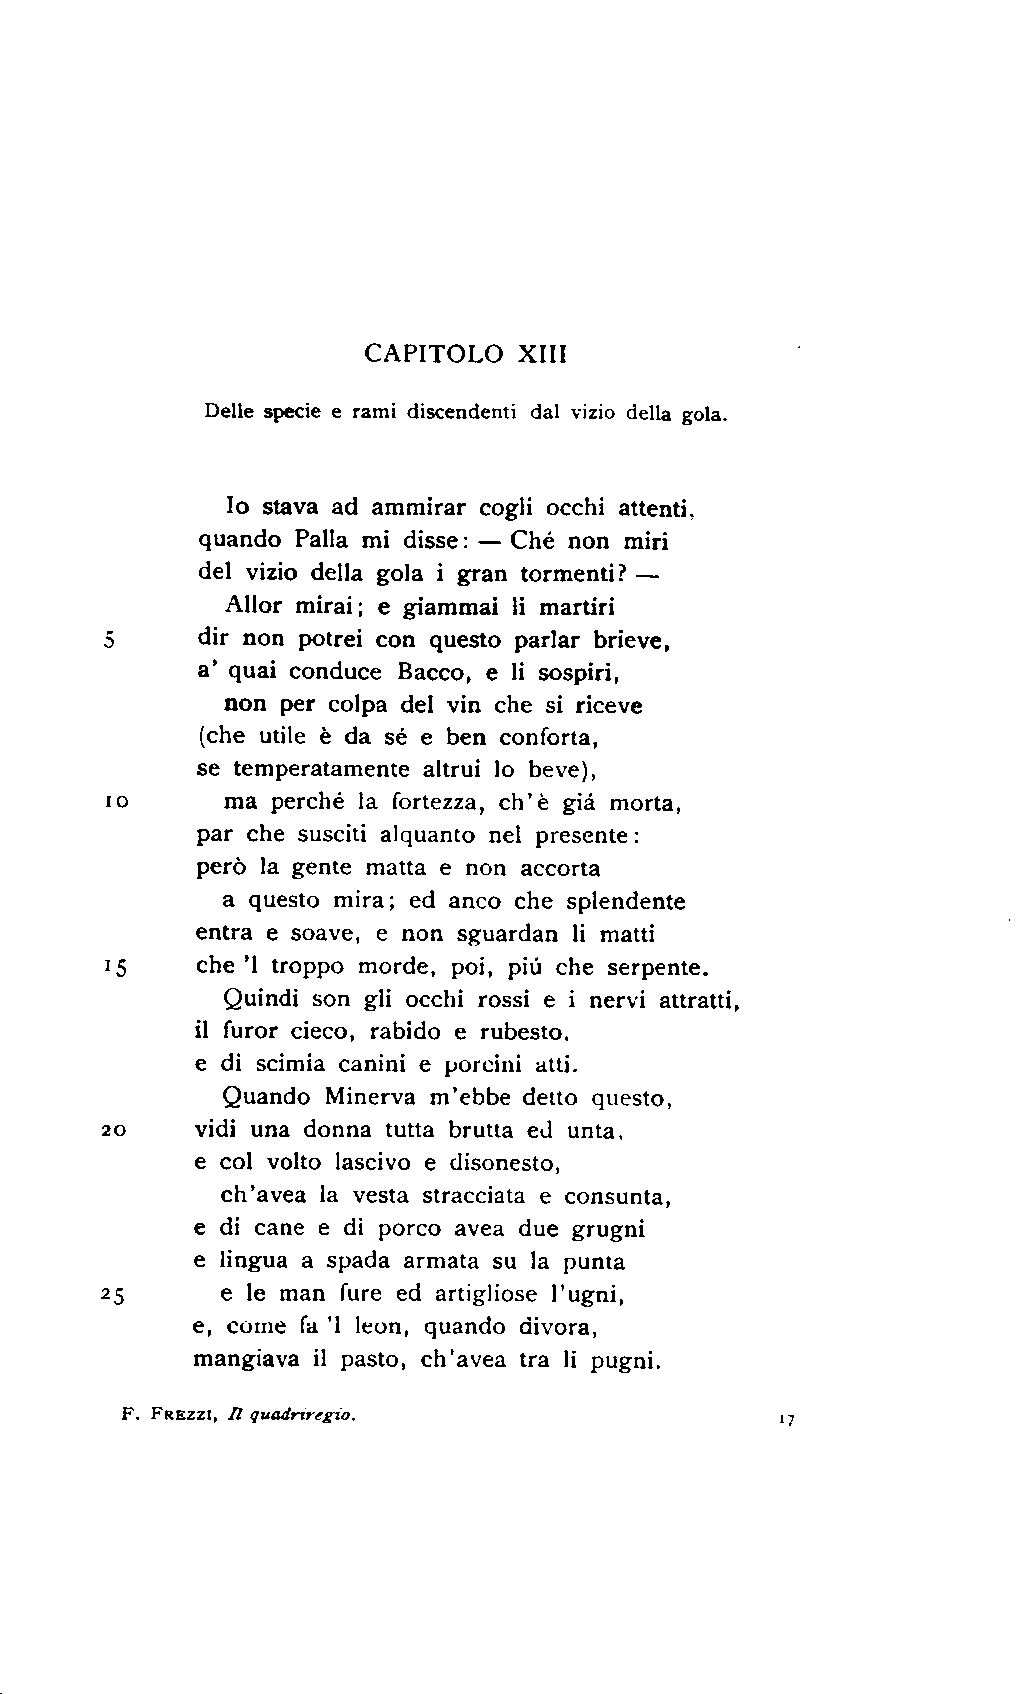 CAPITOLO XIII
Delle specie e rami discendenti dal vizio della gola.
Io stava ad ammirar cogli occhi attenti,
quando Palla mi disse: — Ché non miri
del vizio della gola i gran tormenti? —
Allor mirai; e giammai li martìri
5 dir non potrei con questo parlar brieve,
a' quai conduce Bacco, e li sospiri,
non per colpa del vin che si riceve
(che utile è da sé e ben conforta,
se temperatamente altrui lo beve),
10 ma perché la fortezza, ch'è giá morta,
par che susciti alquanto nel presente:
però la gente matta e non accorta
a questo mira; ed anco che splendente
entra e soave, e non sguardan li matti
15 che 'l troppo morde, poi, piú che serpente.
Quindi son gli occhi rossi e i nervi attratti,
il furor cieco, rabido e rubesto,
e di scimia canini e porcini atti.
Quando Minerva m'ebbe detto questo,
20 vidi una donna tutta brutta ed unta,
e col volto lascivo e disonesto,
ch'avea la vesta stracciata e consunta,
e di cane e di porco avea due grugni
e lingua a spada armata su la punta
25 e le man fure ed artigliose l'ugni,
e, come fa 'l leon, quando divora,
mangiava il pasto, ch'avea tra li pugni.
F. FREZZI, Il quadriregio. 17